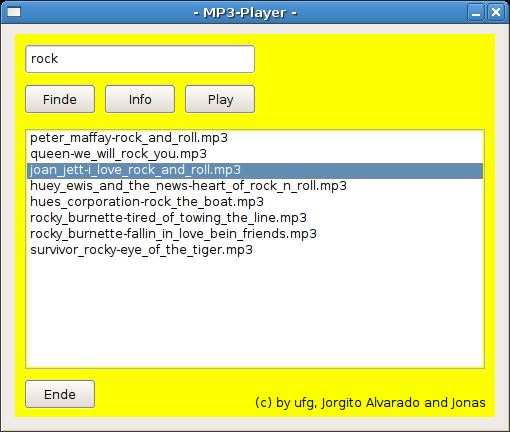 - MP3-Player -
rock
Finde Info Play
peter_maffay-rock_and_roll.mp3
queen-we_will_rock_you.mp3
joan_jett-i_love_rock_and_roll.mp3
huey_ewis_and_the_news-heart_of_rock_n_roll.mp3
hues_corporation-rock_the_boat.mp3
rocky_burnette-tired_of_towing_the_line.mp3
rocky_burnette-fallin_in_love_bein_friends.mp3
survivor_rocky-eye_of_the_tiger.mp3
Ende
(c) by ufg, Jorgito Alvarado and Jonas